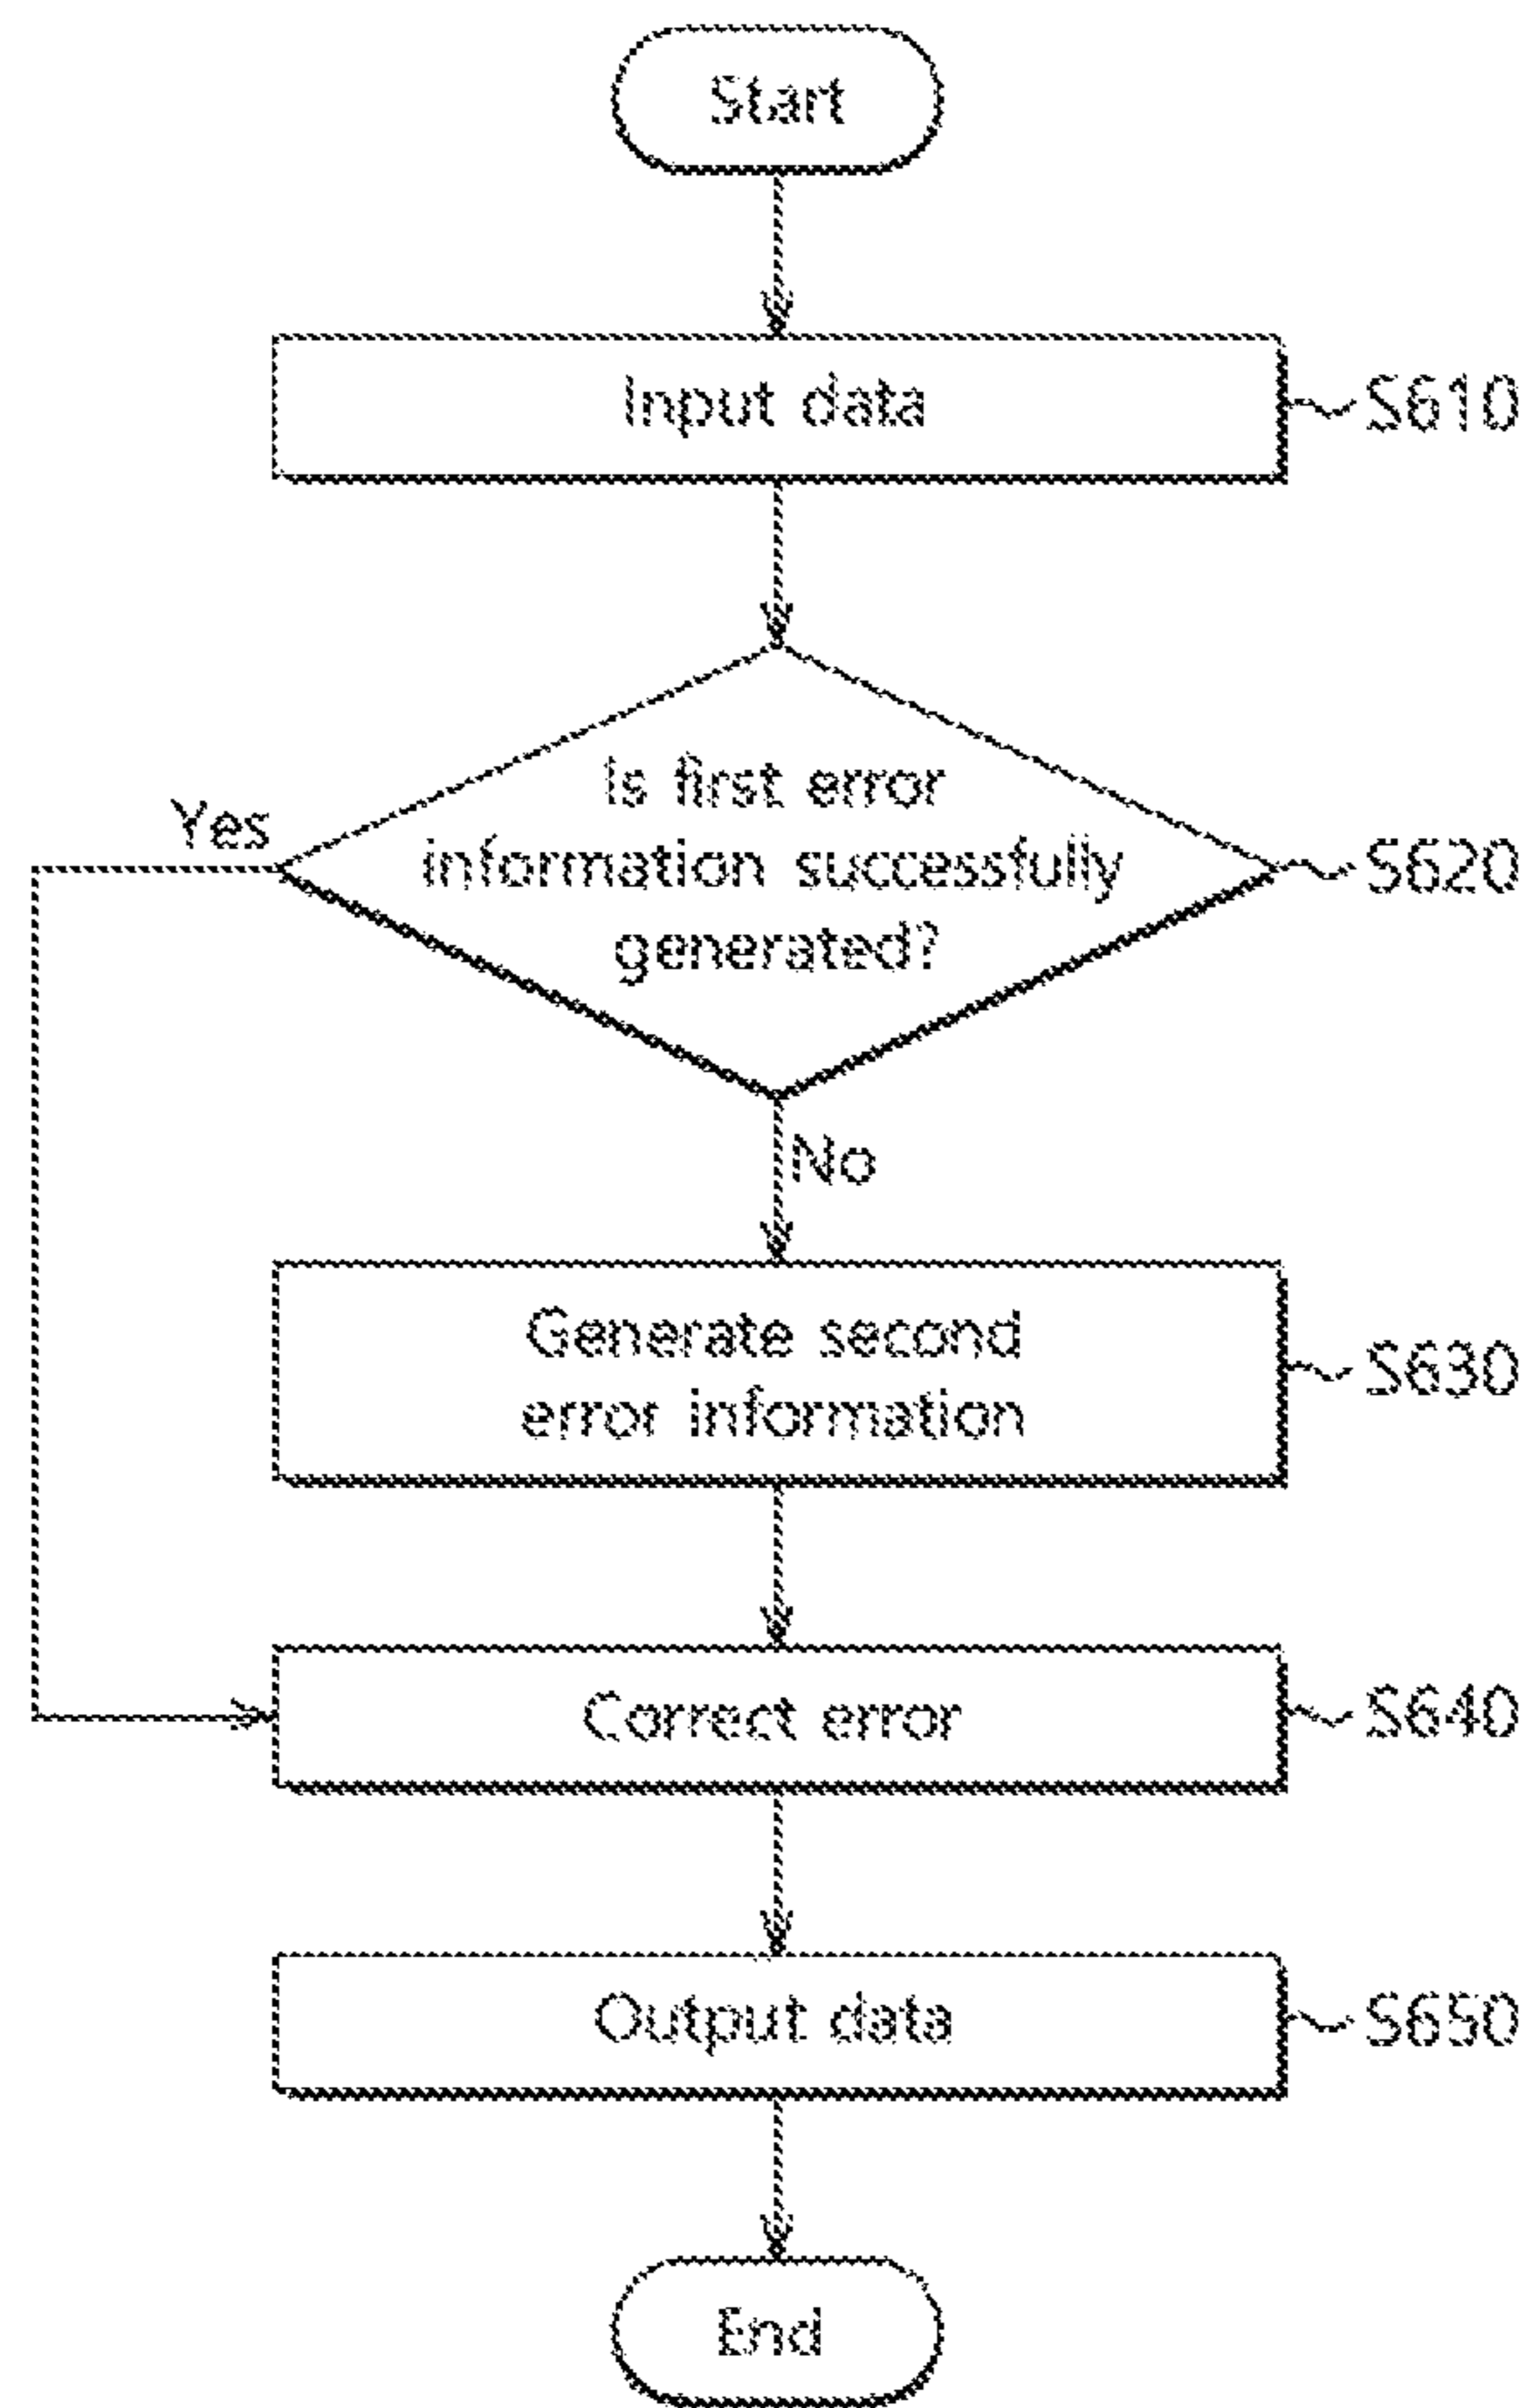 Start
Input data
S610
Is first error
information successfully
generated?
S620
Yes
No
Generate second
error information
S630
Correct error
S640
Output data
S650
End